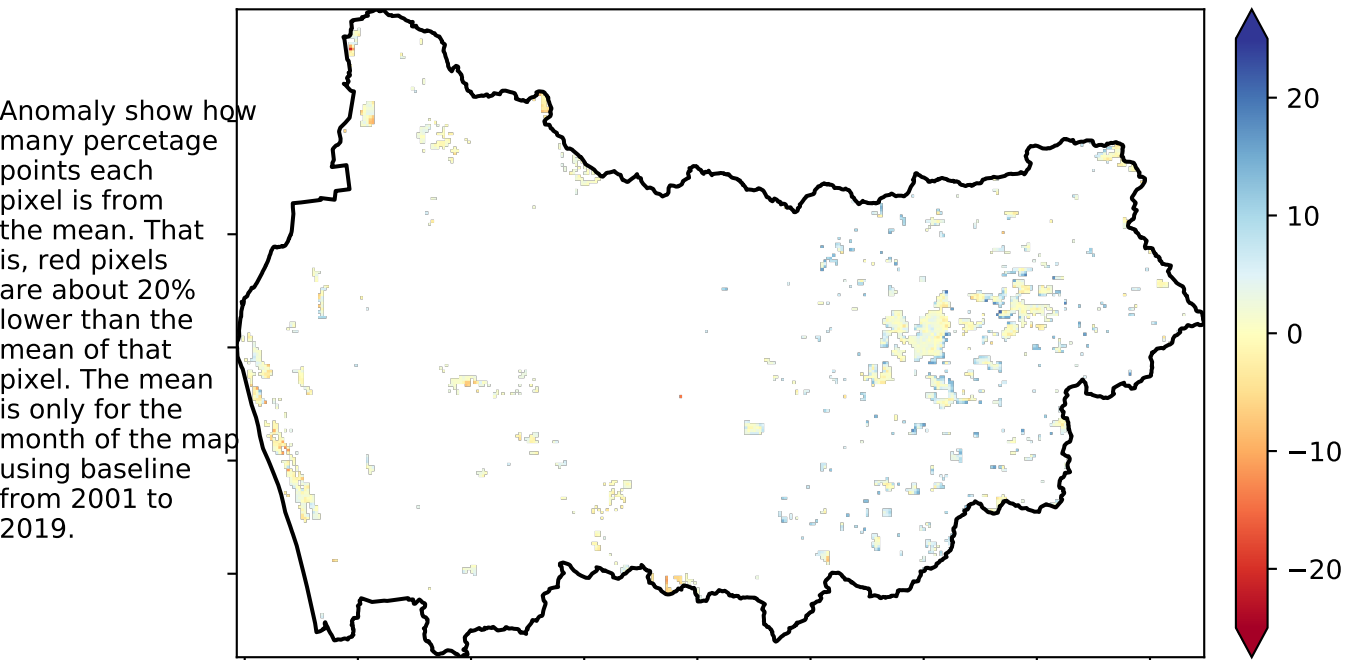 Anomaly show how
many percetage
points each
pixel is from
the mean. That
is, red pixels
are about 20%
lower than the
mean of that
pixel. The mean
is only for the
month of the map
using baseline
from 2001 to
2019.
20
10
0
−10
−20